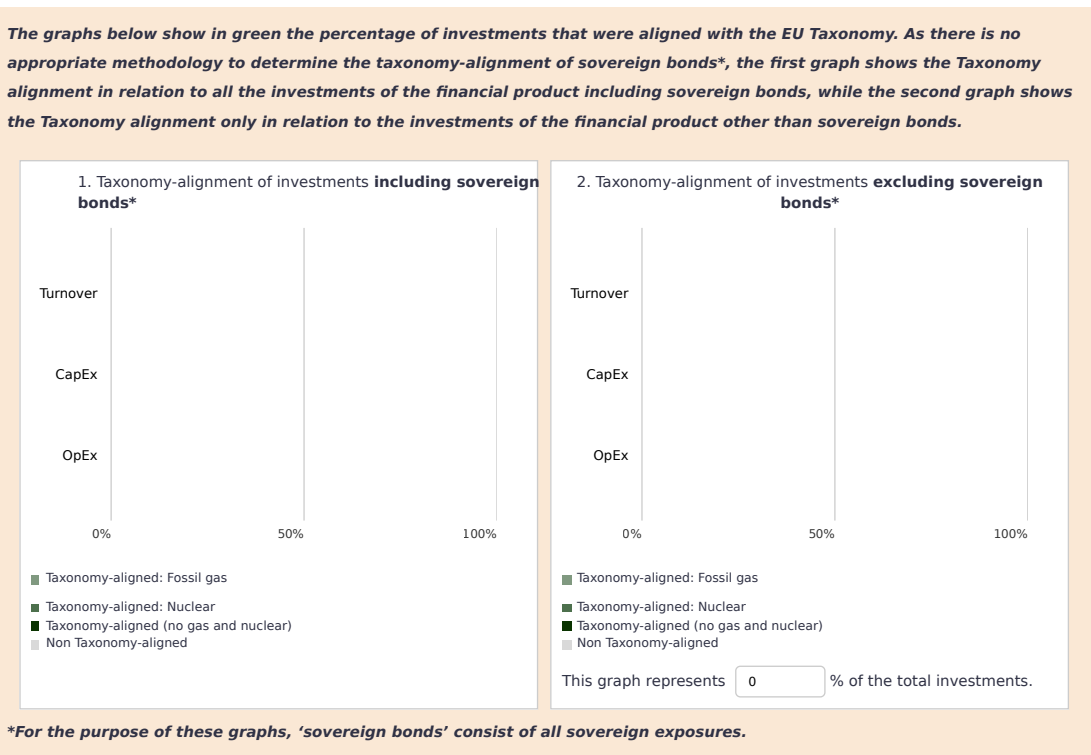 The graphs below show in green the percentage of investments that were aligned with the EU Taxonomy. As there is no
appropriate methodology to determine the taxonomy-alignment of sovereign bonds*, the first graph shows the Taxonomy
alignment in relation to all the investments of the financial product including sovereign bonds, while the second graph shows
the Taxonomy alignment only in relation to the investments of the financial product other than sovereign bonds.
1. Taxonomy-alignment of investments including sovereign
bonds*
Turnover
CapEx
OpEx
0% 50% 100%
Taxonomy-aligned: Fossil gas
Taxonomy-aligned: Nuclear
Taxonomy-aligned (no gas and nuclear)
Non Taxonomy-aligned
2. Taxonomy-alignment of investments excluding sovereign
bonds*
Turnover
CapEx
OpEx
0% 50% 100%
Taxonomy-aligned: Fossil gas
Taxonomy-aligned: Nuclear
Taxonomy-aligned (no gas and nuclear)
Non Taxonomy-aligned
This graph represents 0 % of the total investments.
*For the purpose of these graphs, ‘sovereign bonds’ consist of all sovereign exposures.